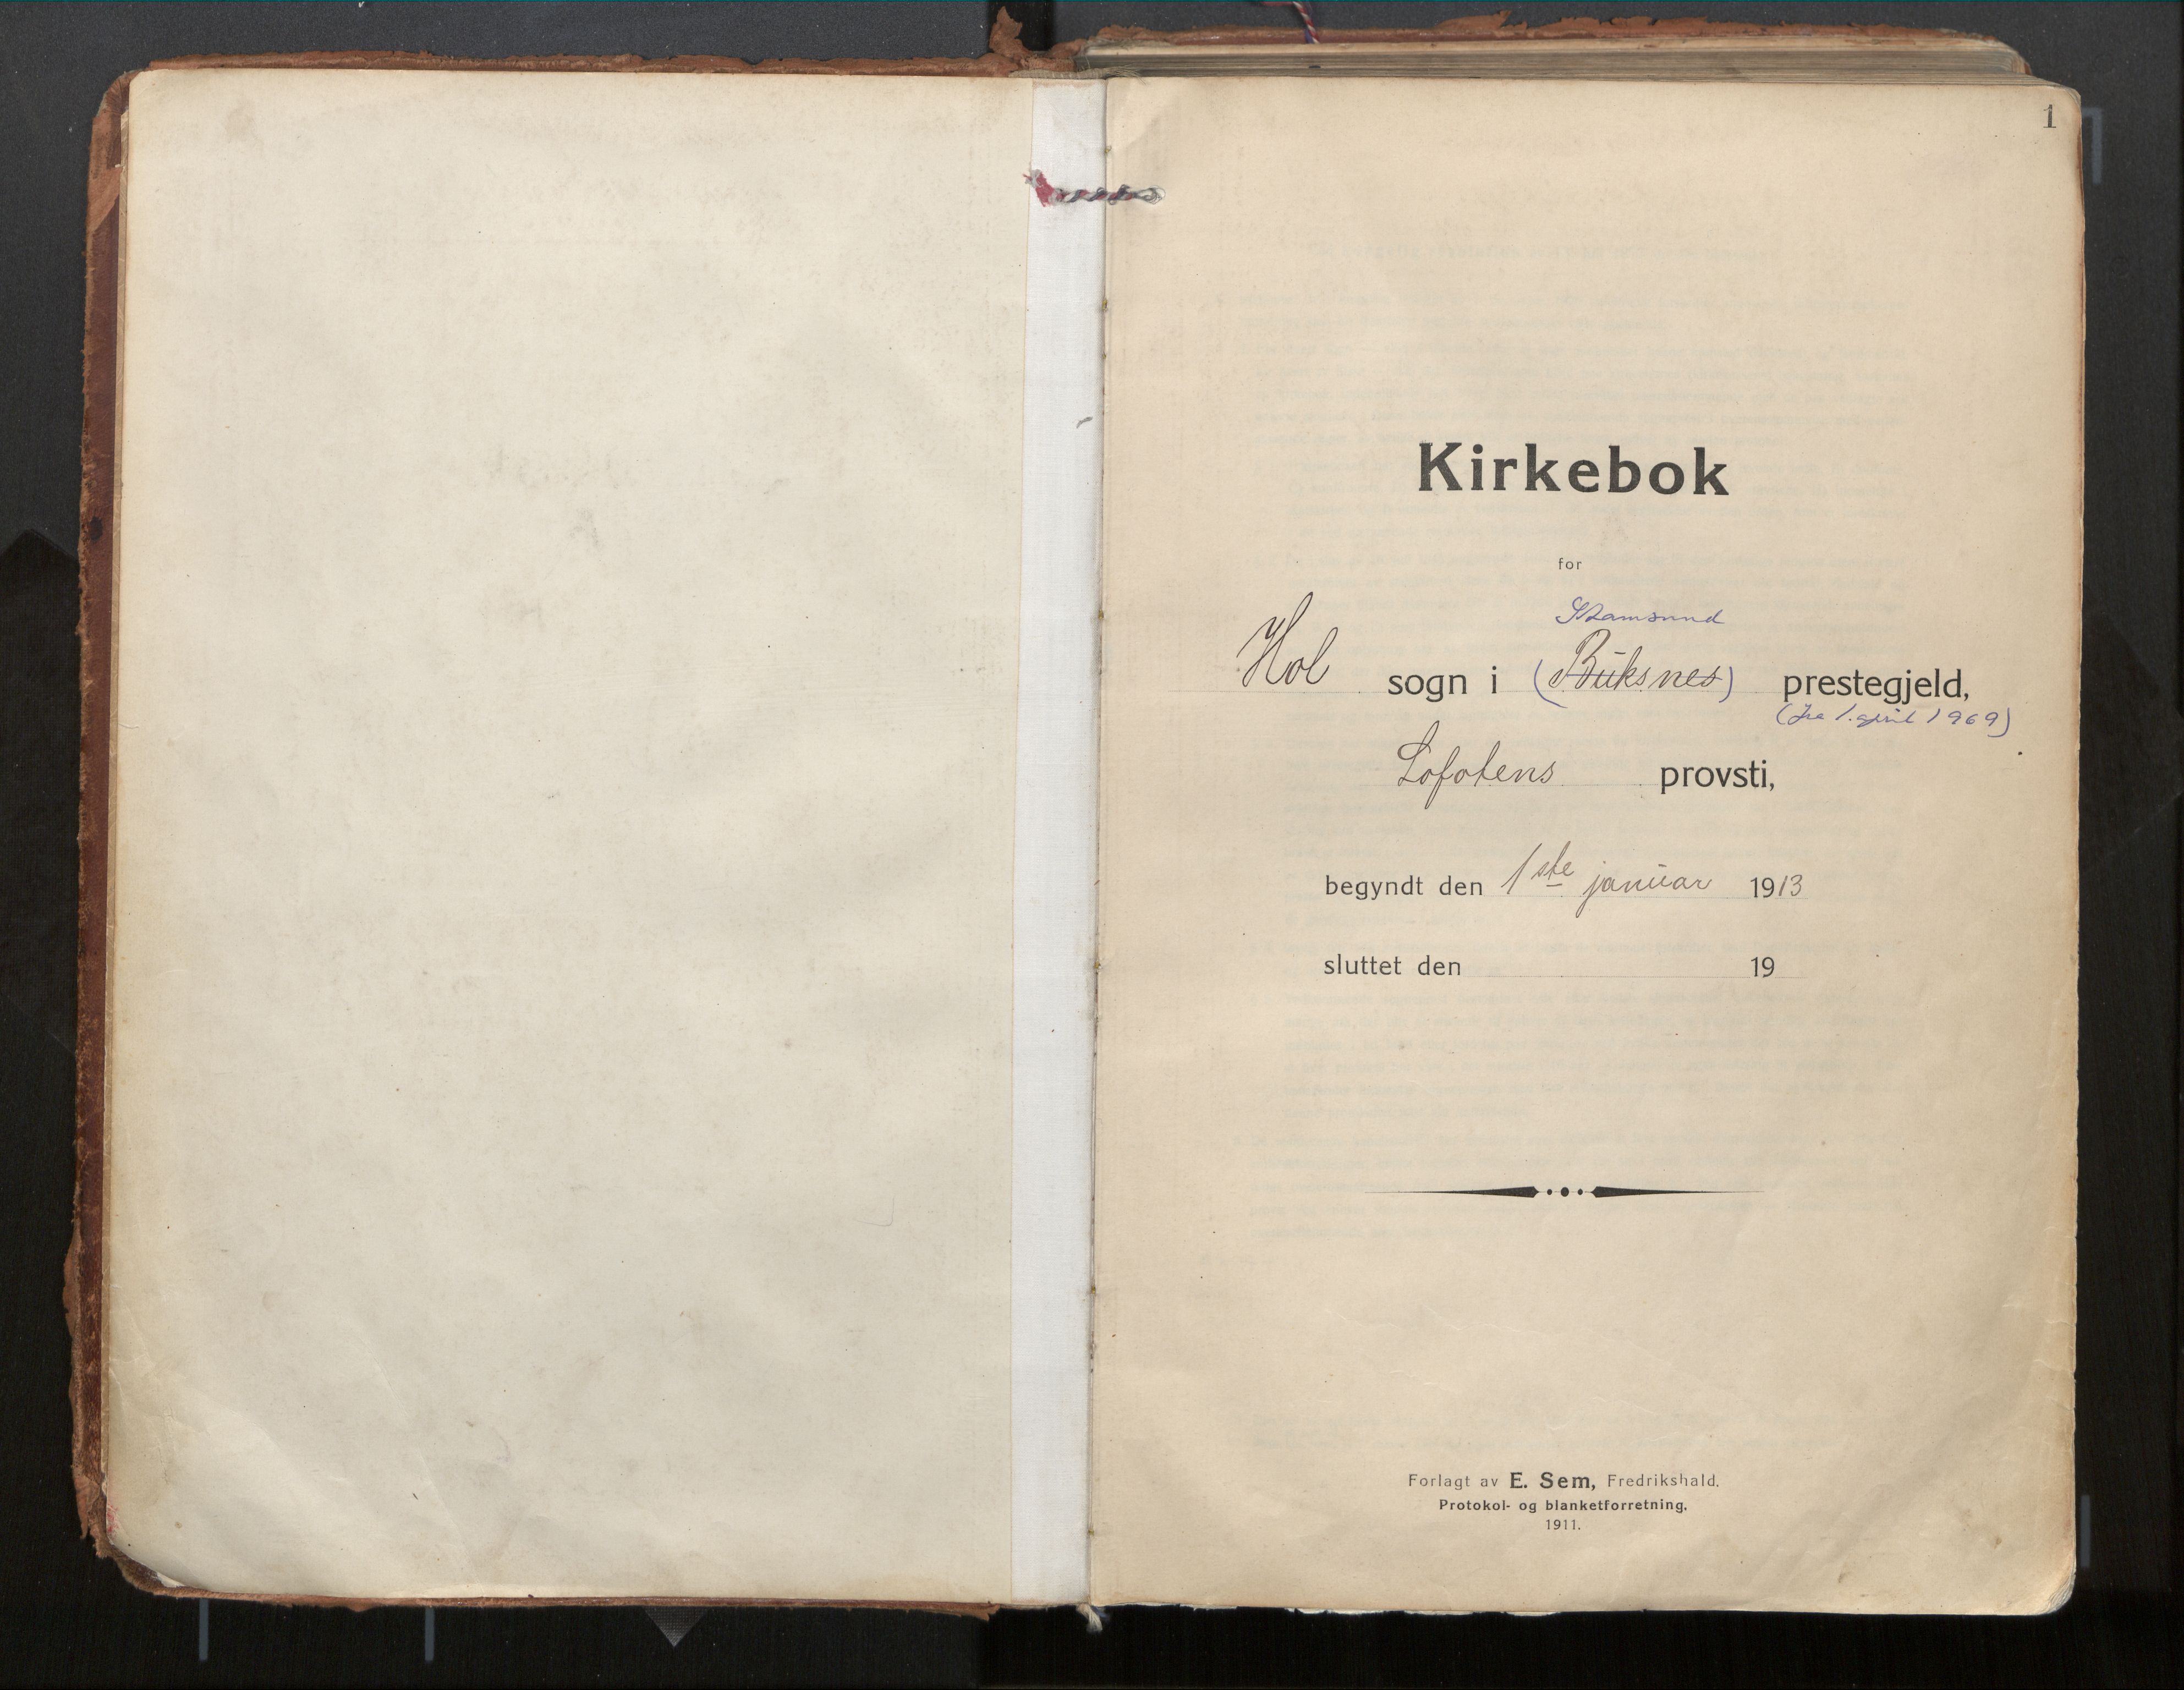 1
Kirkebok
for
Stamsund
Hol sogn i (Buksnes) prestegjeld,
(fra 1. april 1969)
Lofotens provsti,
begyndt den 1ste januar 1913
sluttet den 19
Forlagt av E. Sem, Fredrikshald.
Protokol- og blanketforretning.
1911.